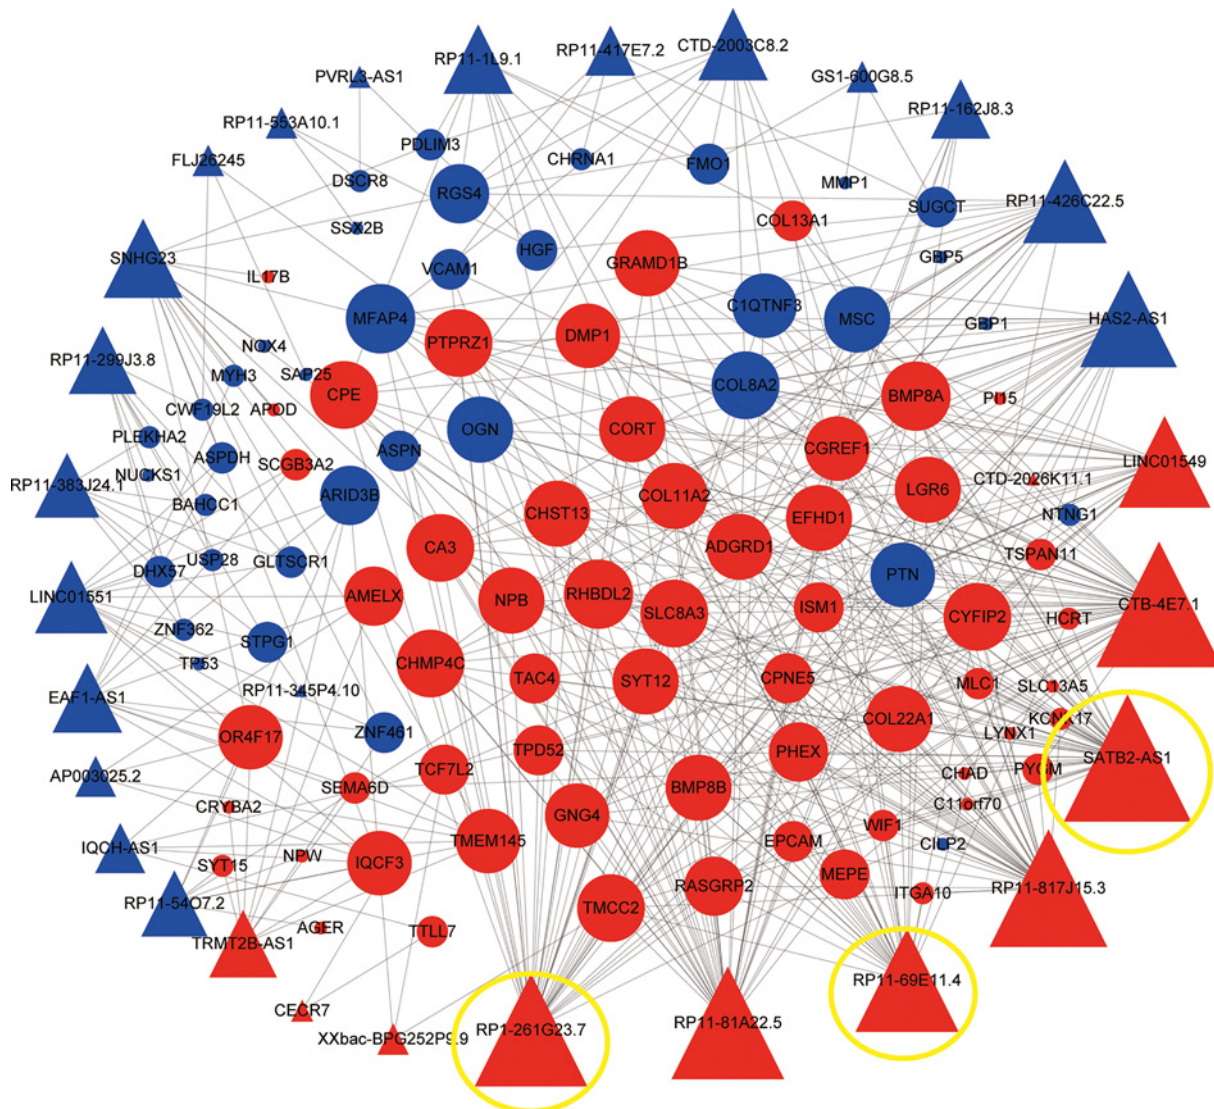 CTD-2003C8.2
RP11-417E7.2
RP11-1L9.1
PVRL3-AS1
GS1-600G8.5
RP11-553A10.1
RP11-162J8.3
PDLIM3
CHRNA1
FMO1
FLJ26245
DSCR8
MMP1
RGS4
RP11-426C22.5
SUGCT
COL13A1
SSX2B
HGF
SNHG23
GBP5
GRAMD1B
VCAM1
IL17B
C1QTNF3
MSC
HAS2-AS1
MFAP4
GBP1
DMP1
PTPRZ1
NOX4
RP11-299J3.8
SAP25
MYH3
COL8A2
CPE
BMP8A
PI15
CWF19L2
APOD
OGN
CORT
PLEKHA2
CGREF1
ASPN
ASPDH
LINC01549
SCGB3A2
NUCKS1
CTD-2026K11.1
RP11-383J24.1
LGR6
COL11A2
ARID3B
BAHCC1
CHST13
EFHD1
NTNG1
CA3
ADGRD1
TSPAN11
USP28
GLTSCR1
DHX57
PTN
RHBDL2
LINC01551
AMELX
NPB
CTB-4E7.1
ISM1
SLC8A3
CYFIP2
HCRT
ZNF362
STPG1
TP53
CHMP4C
TAC4
SYT12
CPNE5
MLC1
SLC13A5
RP11-345P4.10
EAF1-AS1
COL22A1
KCNK17
ZNF461
LYNX1
OR4F17
TPD52
PHEX
SATB2-AS1
TCF7L2
PYGM
CHAD
AP003025.2
SEMA6D
BMP8B
CRYBA2
C11orf70
GNG4
WIF1
TMEM145
EPCAM
CILP2
IQCH-AS1
NPW
IQCF3
SYT15
MEPE
RASGRP2
RP11-817J15.3
ITGA10
RP11-54O7.2
TMCC2
AGER
TTLL7
TRMT2B-AS1
RP11-69E11.4
CECR7
RP11-81A22.5
XXbac-BPG252P9.9
RP1-261G23.7